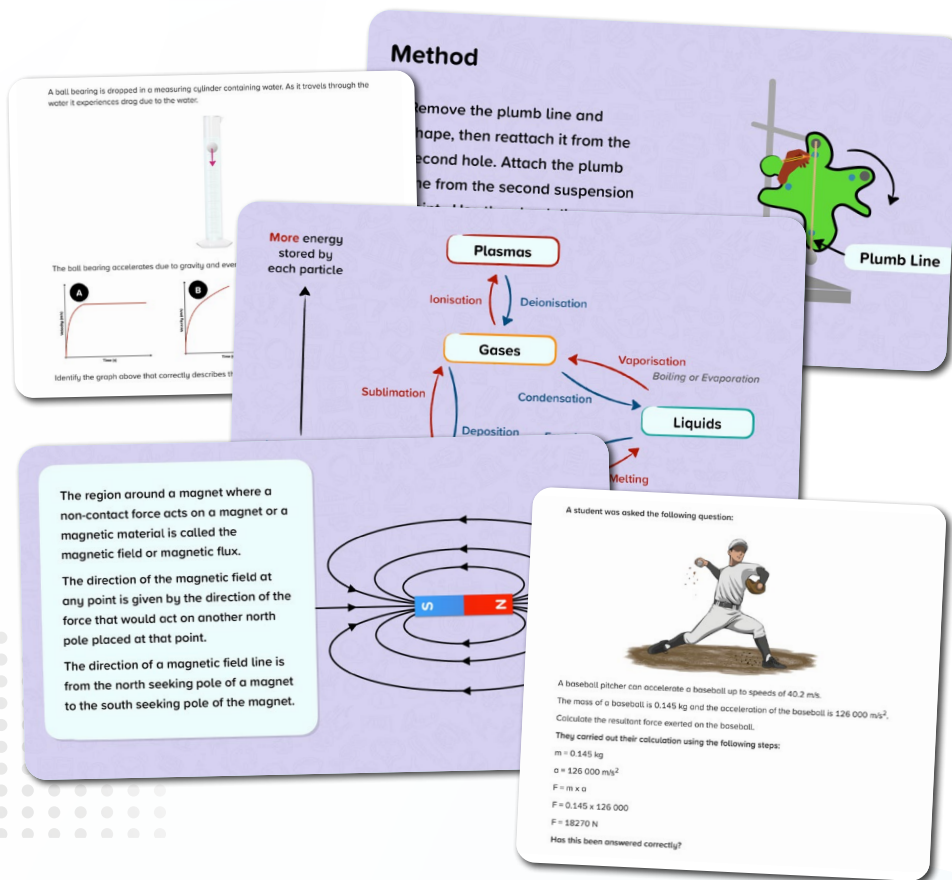 Method
Remove the plumb line and
hape, then reattach it from the
econd hole. Attach the plumb
ne from the second suspension
Plumb Line
A ball bearing is dropped in a measuring cylinder containing water. As it travels through the
water it experiences drag due to the water.
The ball bearing accelerates due to gravity and ever
A
B
Velocity (m/s)
Time (s)
Velocity (m/s)
Time (s)
Identify the graph above that correctly describes th
More energy
stored by
each particle
Plasmas
Ionisation
Deionisation
Gases
Vaporisation
Boiling or Evaporation
Sublimation
Condensation
Liquids
Deposition
Melting
The region around a magnet where a
non-contact force acts on a magnet or a
magnetic material is called the
magnetic field or magnetic flux.
The direction of the magnetic field at
any point is given by the direction of the
force that would act on another north
pole placed at that point.
The direction of a magnetic field line is
from the north seeking pole of a magnet
to the south seeking pole of the magnet.
S
N
A student was asked the following question:
A baseball pitcher can accelerate a baseball up to speeds of 40.2 m/s.
The mass of a baseball is 0.145 kg and the acceleration of the baseball is 126 000 m/s².
Calculate the resultant force exerted on the baseball.
They carried out their calculation using the following steps:
m = 0.145 kg
a = 126 000 m/s²
F = m x a
F = 0.145 x 126 000
F = 18270 N
Has this been answered correctly?